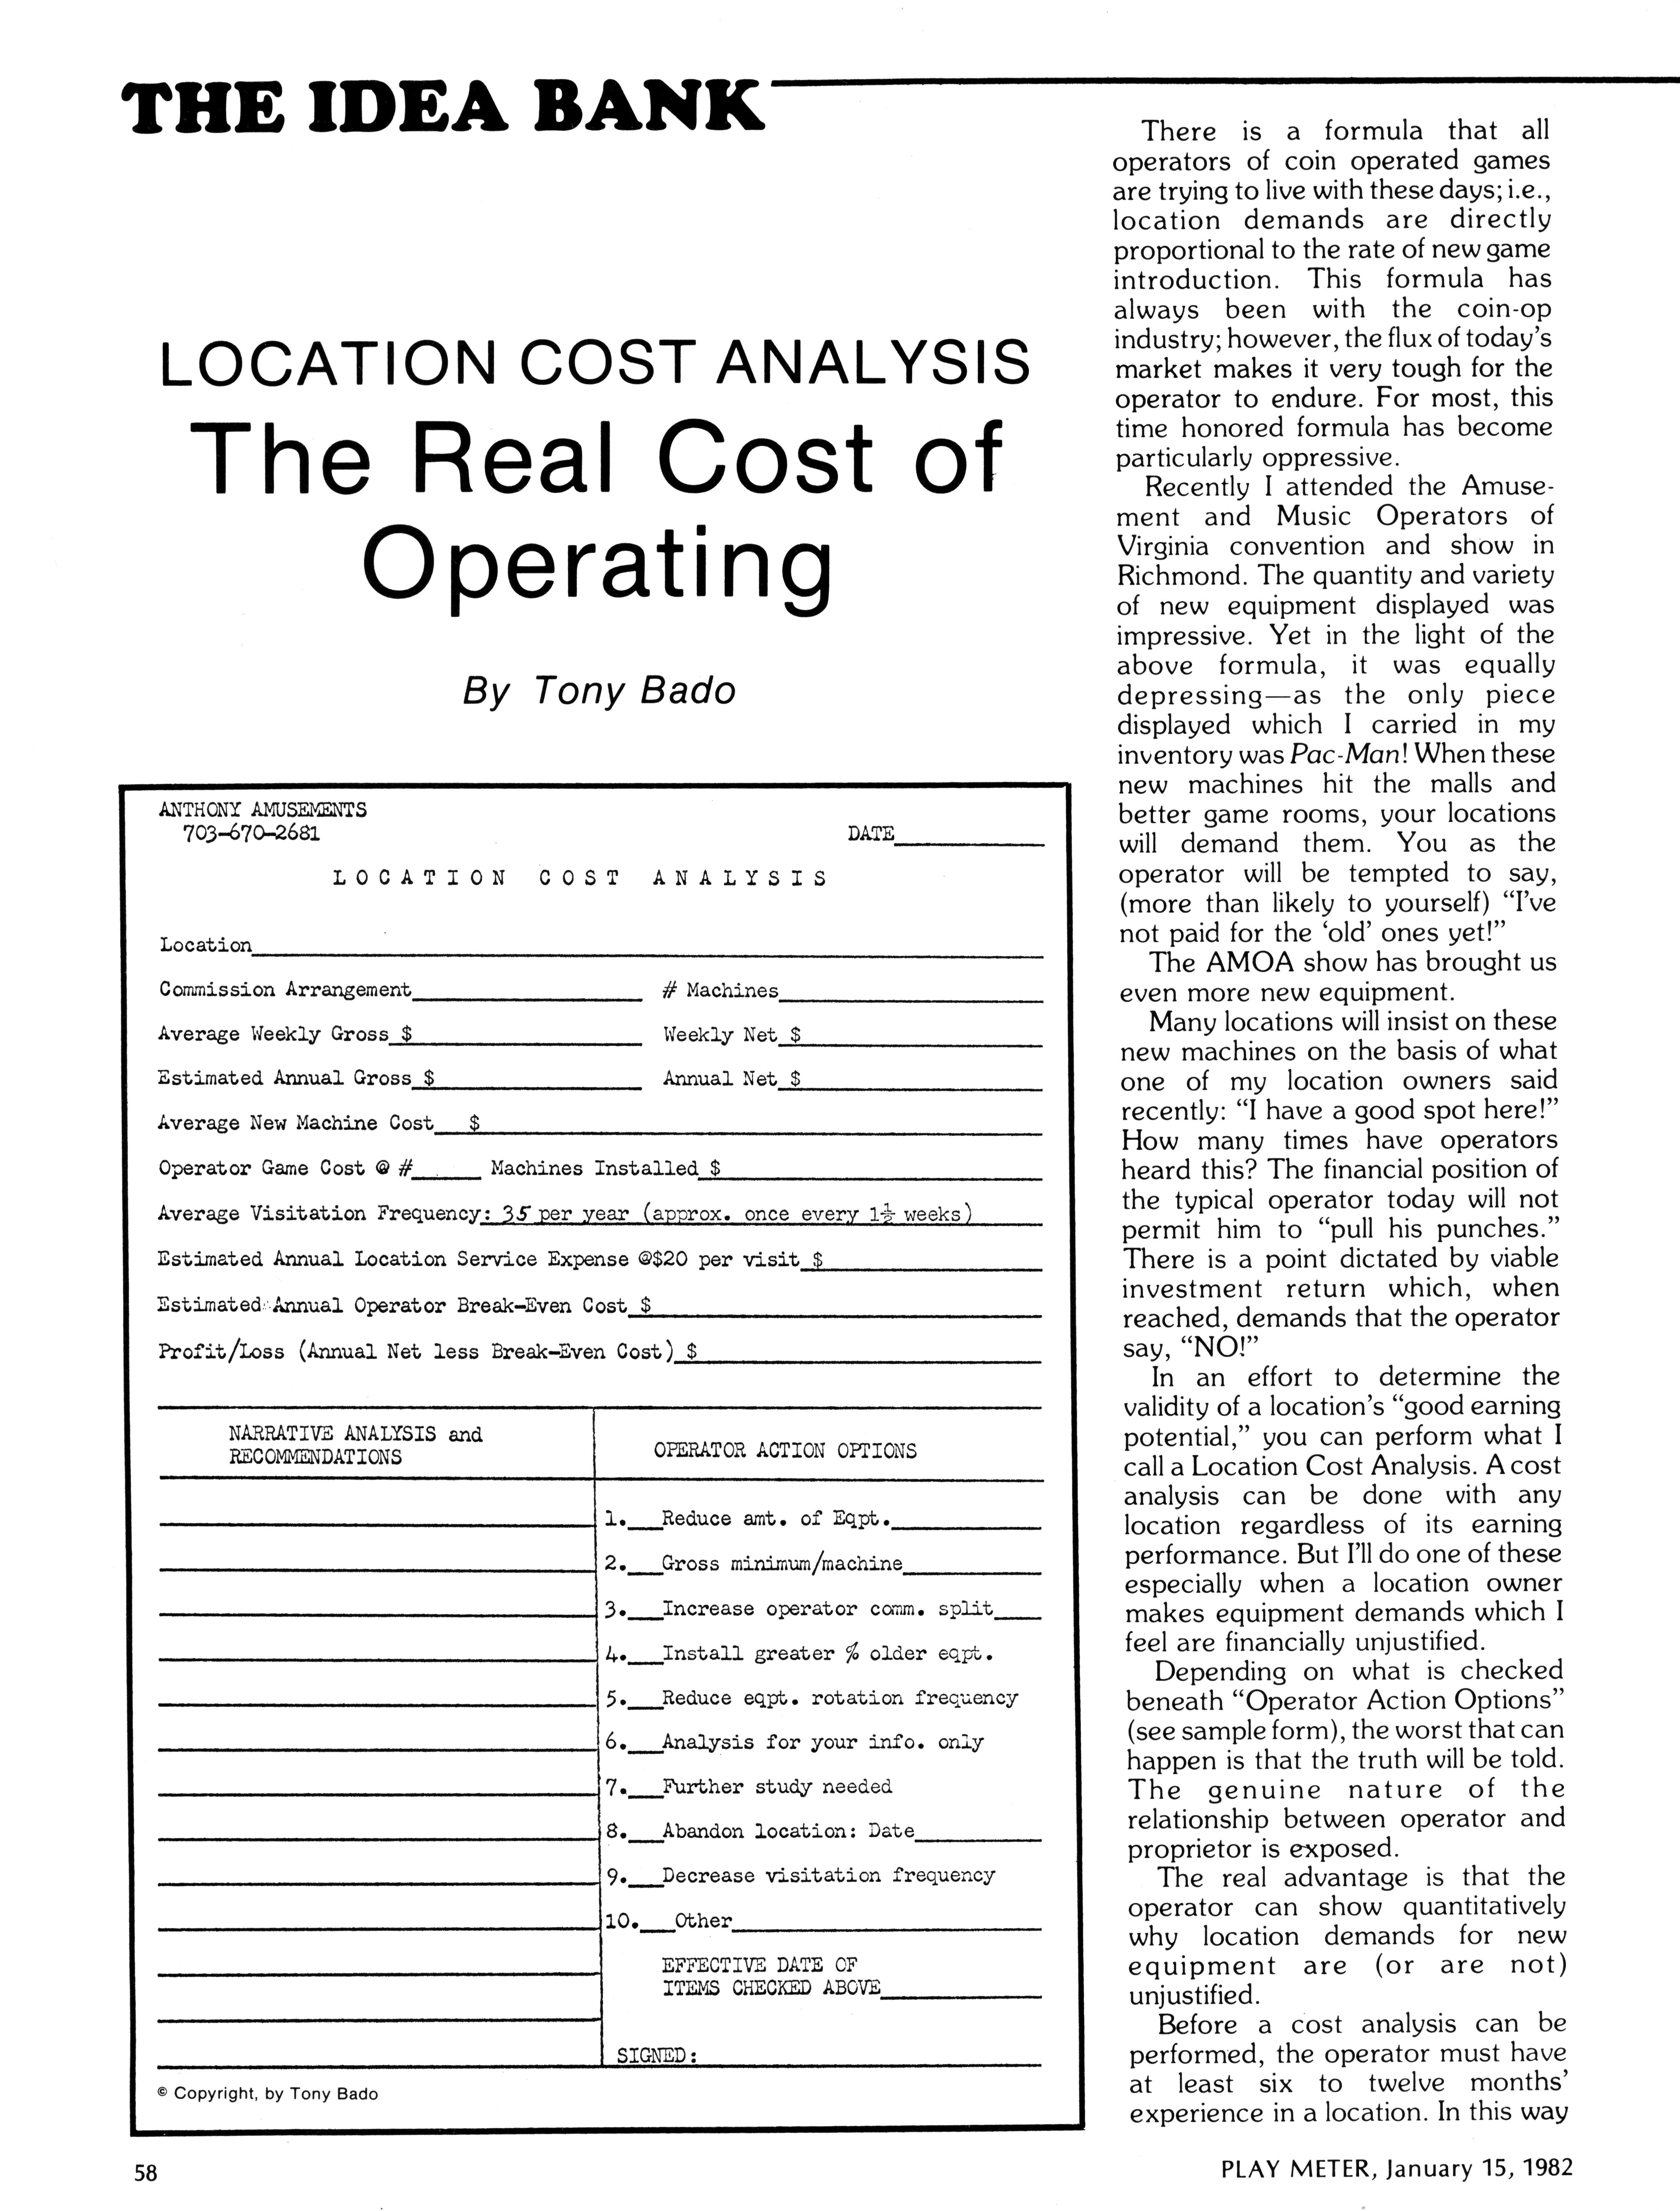 THE IDEA BANK
LOCATION COST ANALYSIS
The Real Cost of
Operating
By Tony Bado
ANTHONY AMUSEMENTS
703-670-2681
DATE
LOCATION COST ANALYSIS
Location
Commission Arrangement # Machines
Average Weekly Gross $ Weekly Net $
Estimated Annual Gross $ Annual Net $
Average New Machine Cost $
Operator Game Cost @ # Machines Installed $
Average Visitation Frequency: 35 per year (approx. once every 1½ weeks)
Estimated Annual Location Service Expense @$20 per visit $
Estimated Annual Operator Break-Even Cost $
Profit/Loss (Annual Net less Break-Even Cost) $
NARRATIVE ANALYSIS and
RECOMMENDATIONS
OPERATOR ACTION OPTIONS
1. Reduce amt. of Eqpt.
2. Gross minimum/machine
3. Increase operator comm. split
4. Install greater % older eqpt.
5. Reduce eqpt. rotation frequency
6. Analysis for your info. only
7. Further study needed
8. Abandon location: Date
9. Decrease visitation frequency
10. Other
EFFECTIVE DATE OF
ITEMS CHECKED ABOVE
SIGNED:
© Copyright, by Tony Bado
There is a formula that all
operators of coin operated games
are trying to live with these days; i.e.,
location demands are directly
proportional to the rate of new game
introduction. This formula has
always been with the coin-op
industry; however, the flux of today's
market makes it very tough for the
operator to endure. For most, this
time honored formula has become
particularly oppressive.
Recently I attended the Amuse-
ment and Music Operators of
Virginia convention and show in
Richmond. The quantity and variety
of new equipment displayed was
impressive. Yet in the light of the
above formula, it was equally
depressing—as the only piece
displayed which I carried in my
inventory was Pac-Man! When these
new machines hit the malls and
better game rooms, your locations
will demand them. You as the
operator will be tempted to say,
(more than likely to yourself) “I've
not paid for the ‘old’ ones yet!”
The AMOA show has brought us
even more new equipment.
Many locations will insist on these
new machines on the basis of what
one of my location owners said
recently: “I have a good spot here!”
How many times have operators
heard this? The financial position of
the typical operator today will not
permit him to “pull his punches.”
There is a point dictated by viable
investment return which, when
reached, demands that the operator
say, “NO!”
In an effort to determine the
validity of a location's “good earning
potential,” you can perform what I
call a Location Cost Analysis. A cost
analysis can be done with any
location regardless of its earning
performance. But I'll do one of these
especially when a location owner
makes equipment demands which I
feel are financially unjustified.
Depending on what is checked
beneath “Operator Action Options”
(see sample form), the worst that can
happen is that the truth will be told.
The genuine nature of the
relationship between operator and
proprietor is exposed.
The real advantage is that the
operator can show quantitatively
why location demands for new
equipment are (or are not)
unjustified.
Before a cost analysis can be
performed, the operator must have
at least six to twelve months'
experience in a location. In this way
58
PLAY METER, January 15, 1982